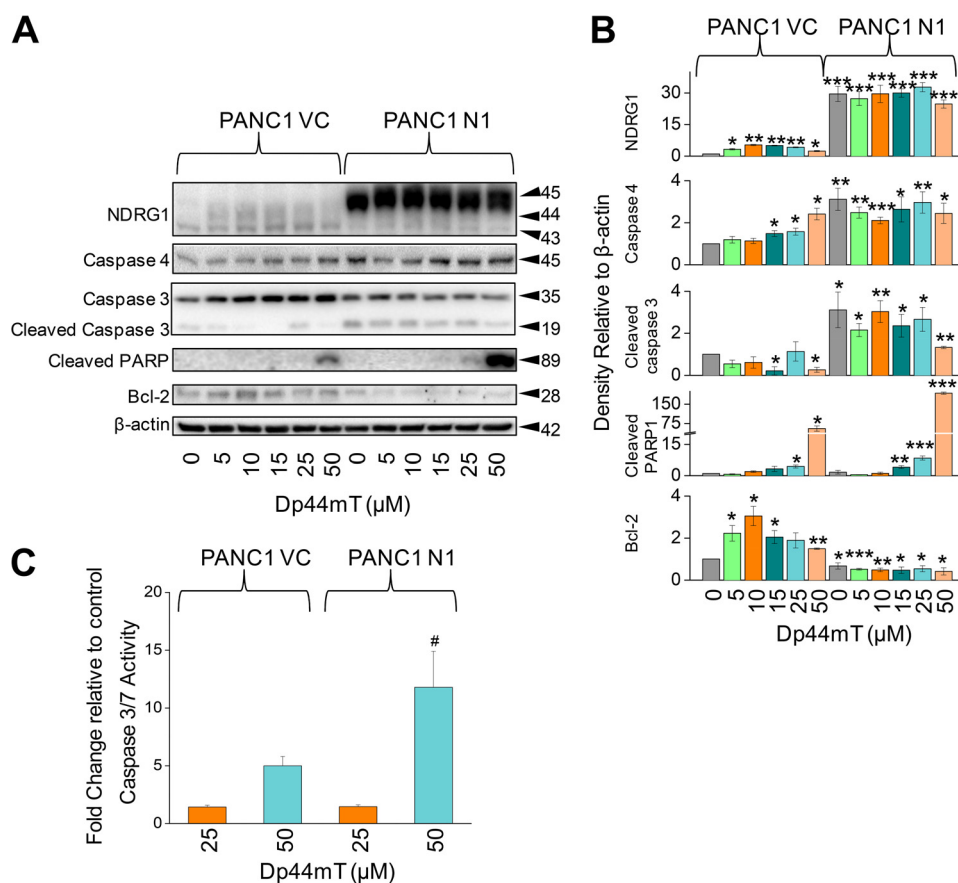 A
PANC1 VC PANC1 N1
NDRG1 45
44
43
Caspase 4 45
Caspase 3 35
Cleaved Caspase 3 19
Cleaved PARP 89
Bcl-2 28
β-actin 42
0 5 10 15 25 50 0 5 10 15 25 50
Dp44mT (µM)
B
PANC1 VC PANC1 N1
Density Relative to β-actin
NDRG1
30
15
0
* ** ** ** * *** *** *** *** *** ***
Caspase 4
4
2
0
* * * ** ** *** * ** *
Cleaved
caspase 3
4
2
0
* * * * ** * * **
Cleaved
PARP1
150
75
15
0
* * ** *** ***
Bcl-2
4
2
0
* * * ** * *** ** * * *
0 5 10 15 25 50 0 5 10 15 25 50
Dp44mT (µM)
C
PANC1 VC PANC1 N1
Fold Change relative to control
Caspase 3/7 Activity
20
15
10
5
0
#
25 50 25 50
Dp44mT (µM)